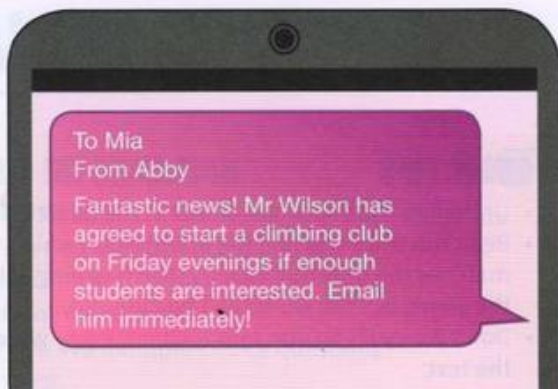 To Mia
From Abby
Fantastic news! Mr Wilson has
agreed to start a climbing club
on Friday evenings if enough
students are interested. Email
him immediately!